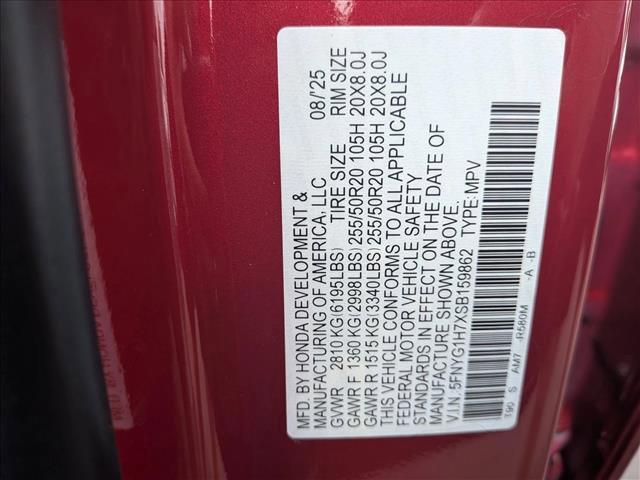 MFD. BY HONDA DEVELOPMENT &
MANUFACTURING OF AMERICA, LLC 08/'25
GVWR 2810 KG(6195LBS) TIRE SIZE RIM SIZE
GAWR F 1360 KG(2998LBS) 255/50R20 105H 20X8.0J
GAWR R 1515 KG(3340LBS) 255/50R20 105H 20X8.0J
THIS VEHICLE CONFORMS TO ALL APPLICABLE
FEDERAL MOTOR VEHICLE SAFETY
STANDARDS IN EFFECT ON THE DATE OF
MANUFACTURE SHOWN ABOVE.
V.I.N. 5FNYG1H7XSB159862 TYPE: MPV
T90 S AM7 -R580M -A -B